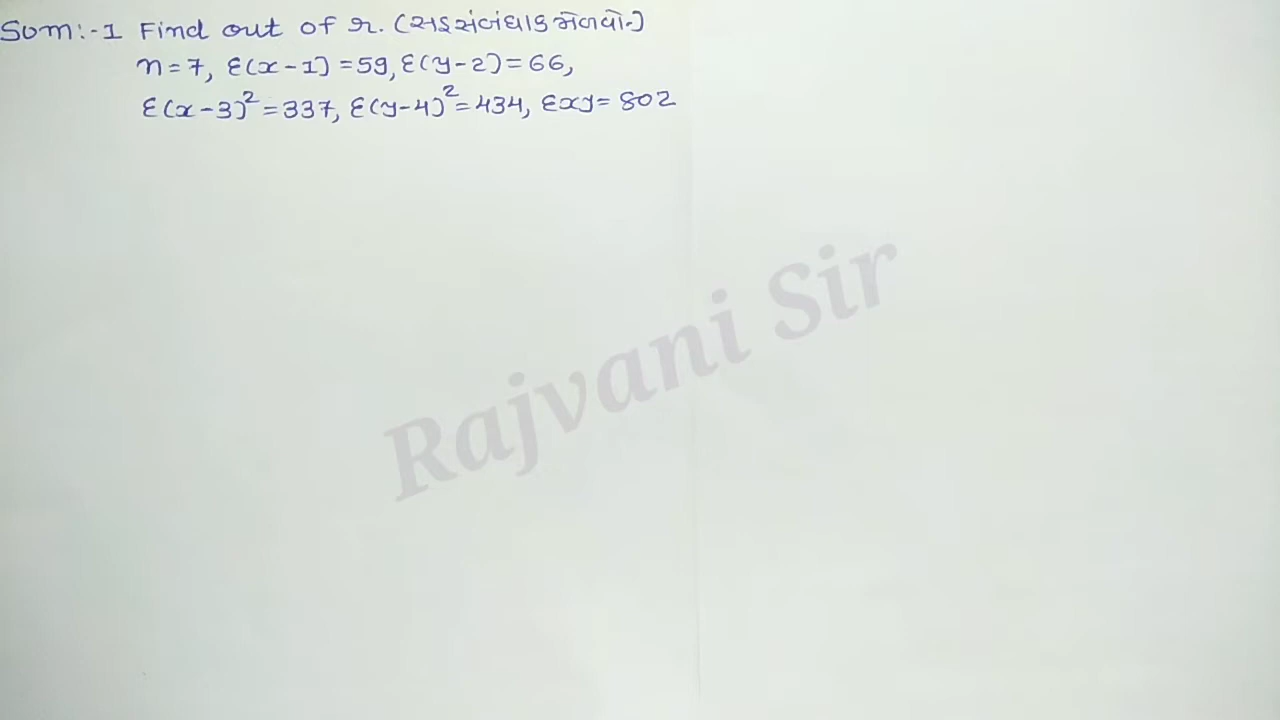 Sum:-1 Find out of r. (સહસંબંધાંક મેળવો.)
n=7, Σ(x-1)=59, Σ(y-2)=66,
Σ(x-3)²=337, Σ(y-4)²=434, Σxy=802
Rajvani Sir